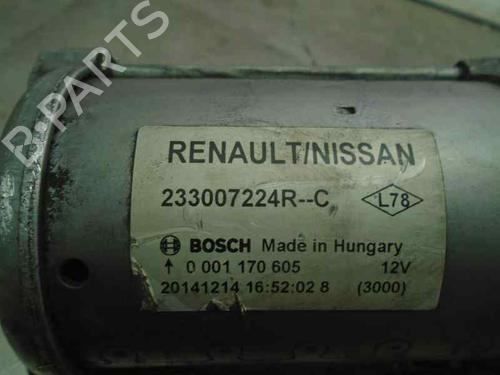 RENAULT/NISSAN
233007224R--C L78
BOSCH Made in Hungary
↑ 0 001 170 605 12V
20141214 16:52:02 8 (3000)
B-PARTS